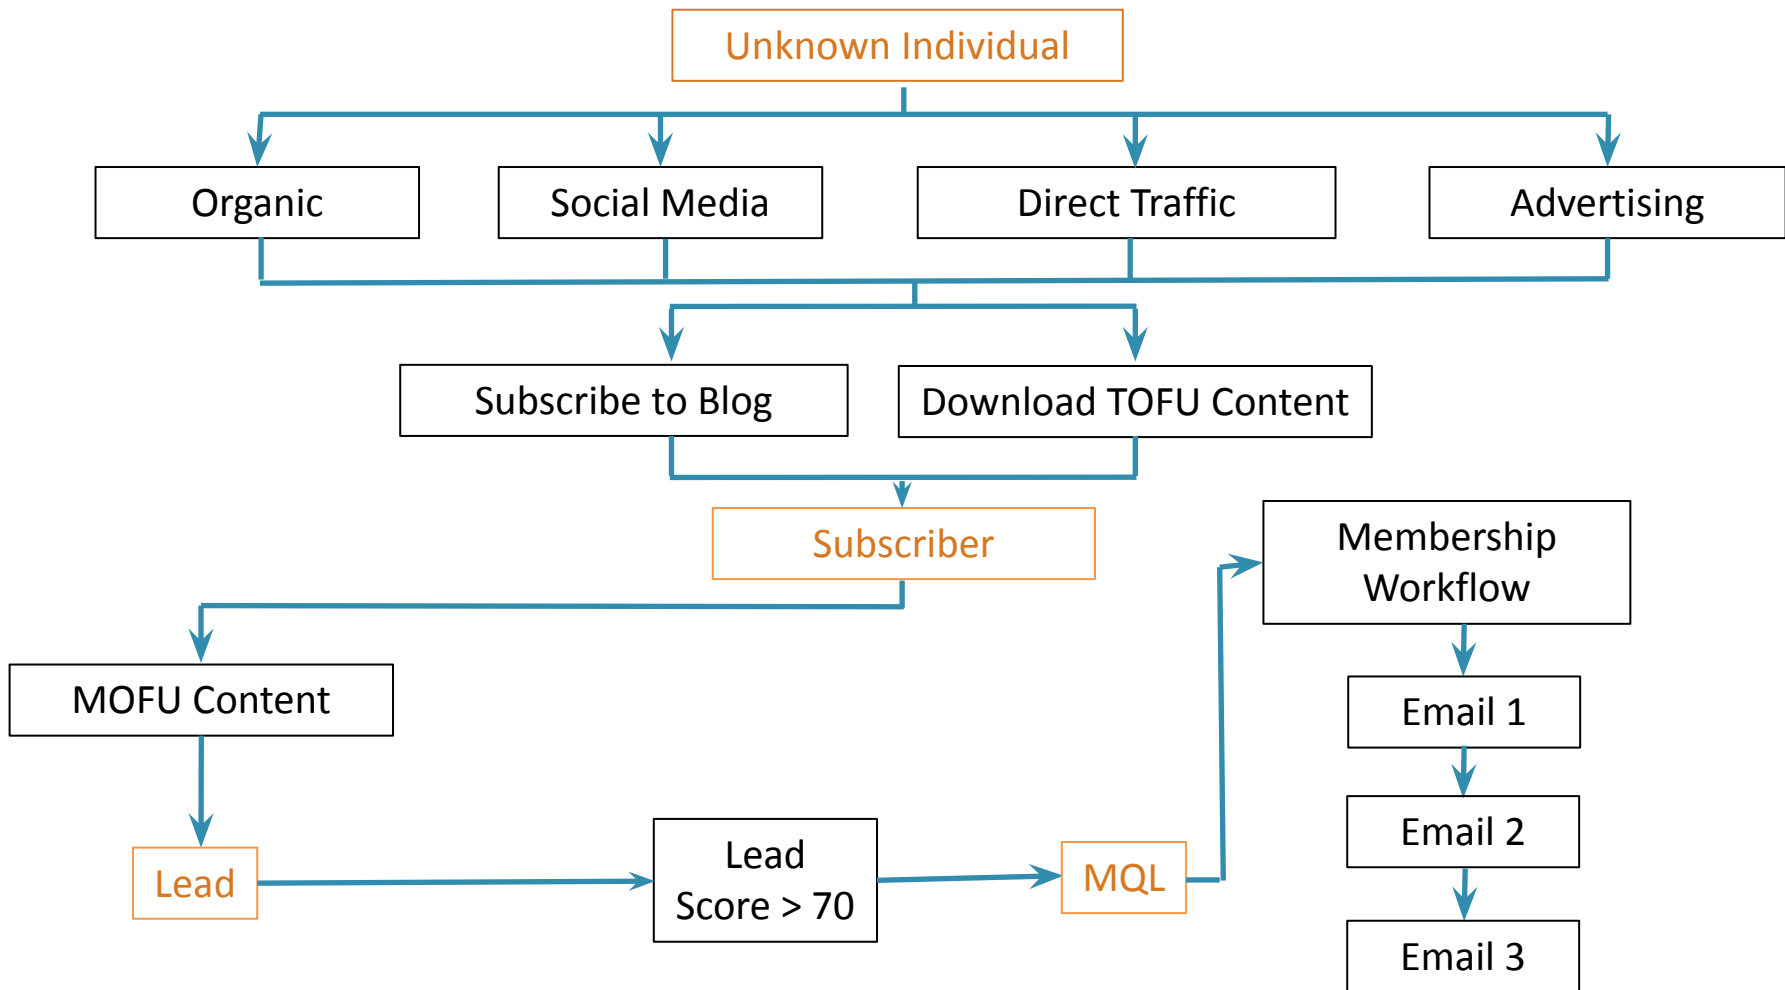 Unknown Individual
Organic
Social Media
Direct Traffic
Advertising
Subscribe to Blog
Download TOFU Content
Subscriber
Membership
Workflow
MOFU Content
Email 1
Email 2
Lead
Lead
Score > 70
MQL
Email 3